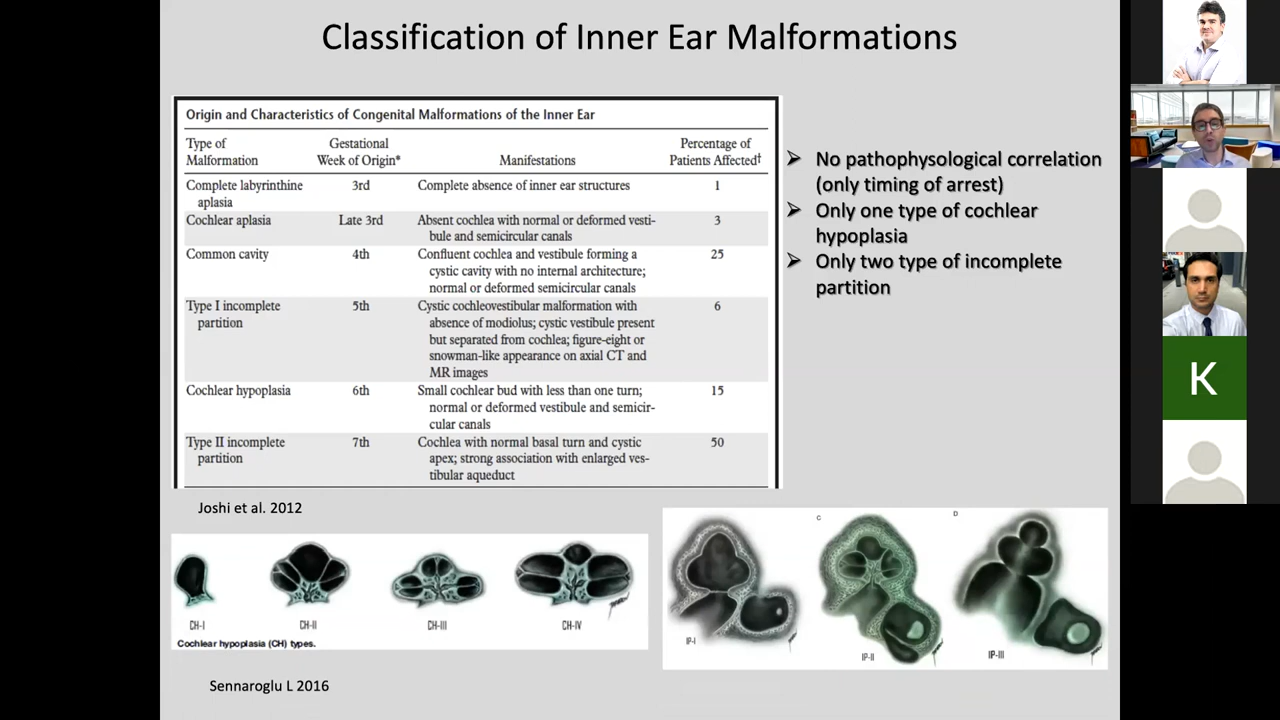 Classification of Inner Ear Malformations
Origin and Characteristics of Congenital Malformations of the Inner Ear
Type of Malformation
Gestational Week of Origin*
Manifestations
Percentage of Patients Affected†
Complete labyrinthine aplasia
3rd
Complete absence of inner ear structures
1
Cochlear aplasia
Late 3rd
Absent cochlea with normal or deformed vesti-
bule and semicircular canals
3
Common cavity
4th
Confluent cochlea and vestibule forming a
cystic cavity with no internal architecture;
normal or deformed semicircular canals
25
Type I incomplete partition
5th
Cystic cochleovestibular malformation with
absence of modiolus; cystic vestibule present
but separated from cochlea; figure-eight or
snowman-like appearance on axial CT and
MR images
6
Cochlear hypoplasia
6th
Small cochlear bud with less than one turn;
normal or deformed vestibule and semicir-
cular canals
15
Type II incomplete partition
7th
Cochlea with normal basal turn and cystic
apex; strong association with enlarged ves-
tibular aqueduct
50
➢ No pathophysological correlation
(only timing of arrest)
➢ Only one type of cochlear
hypoplasia
➢ Only two type of incomplete
partition
Joshi et al. 2012
CH-I
CH-II
CH-III
CH-IV
Cochlear hypoplasia (CH) types.
Sennaroglu L 2016
C
D
IP-I
IP-II
IP-III
K